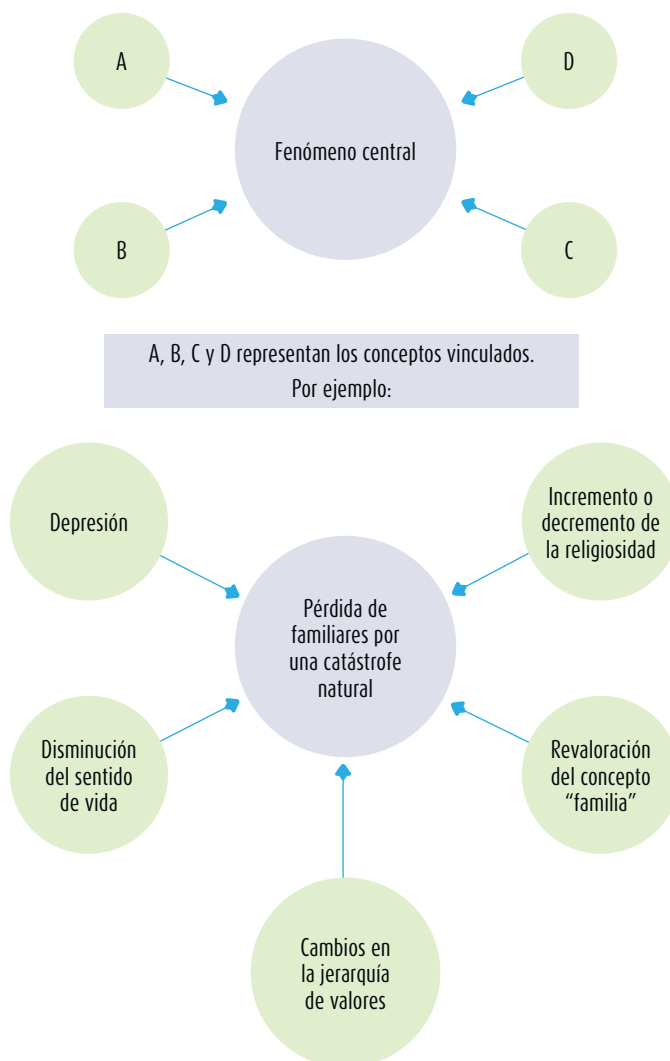 A
D
Fenómeno central
B
C
A, B, C y D representan los conceptos vinculados.
Por ejemplo:
Depresión
Incremento o
decremento de
la religiosidad
Pérdida de
familiares por
una catástrofe
natural
Disminución
del sentido
de vida
Revaloración
del concepto
“familia”
Cambios en
la jerarquía
de valores